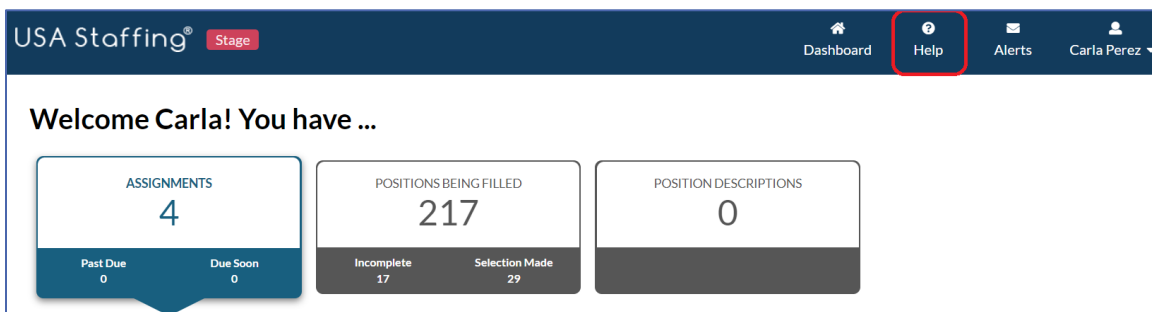 USA Staffing® Stage
Dashboard
Help
Alerts
Carla Perez
Welcome Carla! You have ...
ASSIGNMENTS
4
Past Due
0
Due Soon
0
POSITIONS BEING FILLED
217
Incomplete
17
Selection Made
29
POSITION DESCRIPTIONS
0